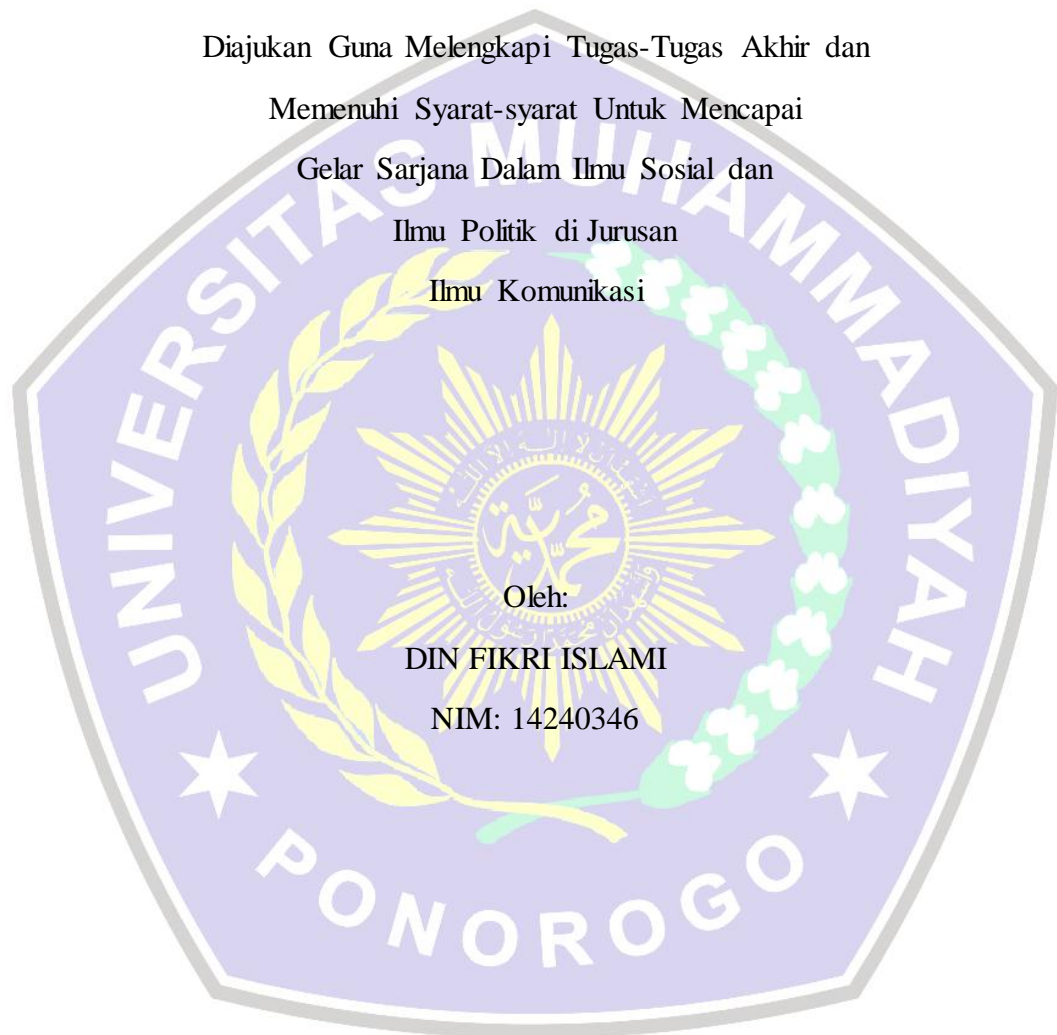 Diajukan Guna Melengkapi Tugas-Tugas Akhir dan
Memenuhi Syarat-syarat Untuk Mencapai
Gelar Sarjana Dalam Ilmu Sosial dan
Ilmu Politik di Jurusan
Ilmu Komunikasi
Oleh:
DIN FIKRI ISLAMI
NIM: 14240346
UNIVERSITAS MUHAMMADIYAH
PONOROGO
محمدية